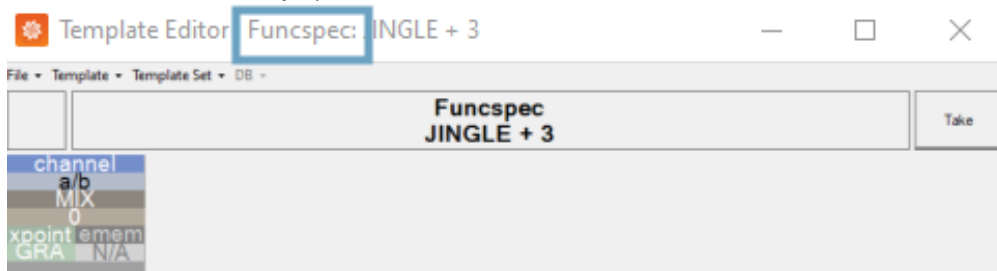 Template Editor Funcspec: JINGLE + 3
File Template Template Set DB
Funcspec
JINGLE + 3
Take
channel
a/b
MIX
0
xpoint emem
GRA N/A